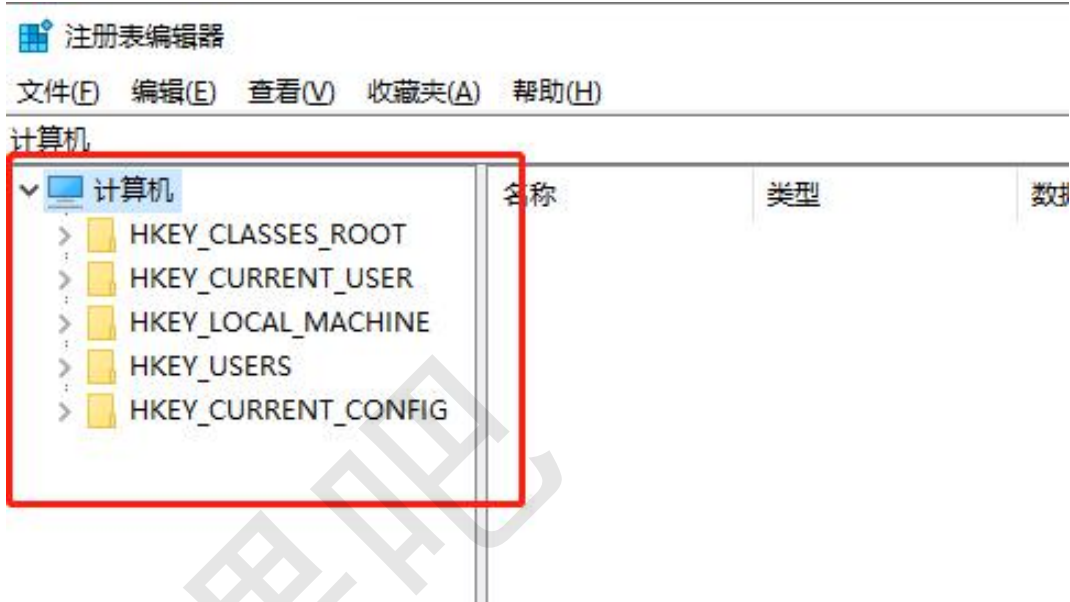 注册表编辑器
文件(F) 编辑(E) 查看(V) 收藏夹(A) 帮助(H)
计算机
计算机
名称 类型
HKEY_CLASSES_ROOT
HKEY_CURRENT_USER
HKEY_LOCAL_MACHINE
HKEY_USERS
HKEY_CURRENT_CONFIG
吧